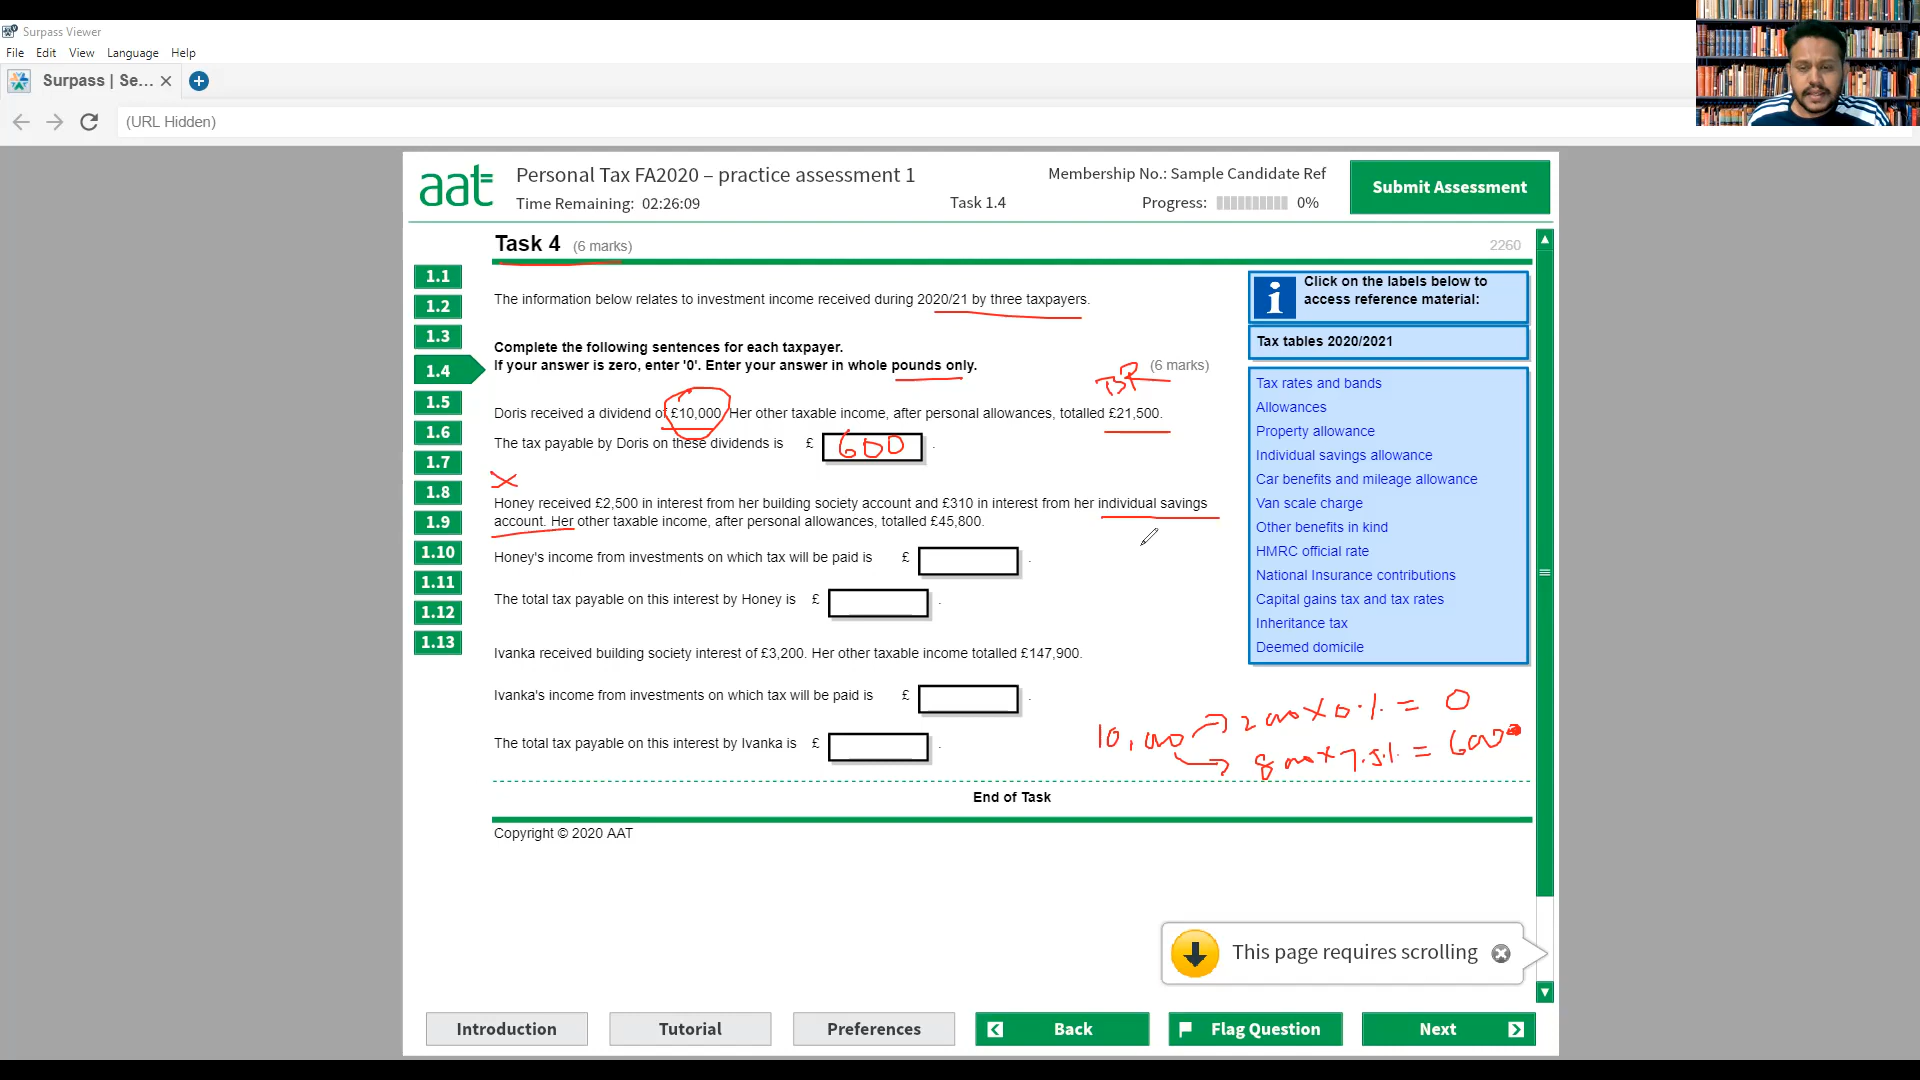 Surpass Viewer
File Edit View Language Help
Surpass | Se...
(URL Hidden)
aat
Personal Tax FA2020 – practice assessment 1
Membership No.: Sample Candidate Ref
Submit Assessment
Time Remaining: 02:26:09
Task 1.4
Progress: 0%
Task 4 (6 marks)
2260
1.1
1.2
1.3
1.4
1.5
1.6
1.7
1.8
1.9
1.10
1.11
1.12
1.13
The information below relates to investment income received during 2020/21 by three taxpayers.
Complete the following sentences for each taxpayer.
If your answer is zero, enter '0'. Enter your answer in whole pounds only.
(6 marks)
Doris received a dividend of £10,000. Her other taxable income, after personal allowances, totalled £21,500.
The tax payable by Doris on these dividends is £ 600 .
Honey received £2,500 in interest from her building society account and £310 in interest from her individual savings
account. Her other taxable income, after personal allowances, totalled £45,800.
Honey's income from investments on which tax will be paid is £ .
The total tax payable on this interest by Honey is £ .
Ivanka received building society interest of £3,200. Her other taxable income totalled £147,900.
Ivanka's income from investments on which tax will be paid is £ .
The total tax payable on this interest by Ivanka is £ .
10,000 → 2000 x 0% = 0
→ 8000 x 7.5% = 600
End of Task
Copyright © 2020 AAT
i
Click on the labels below to
access reference material:
Tax tables 2020/2021
Tax rates and bands
Allowances
Property allowance
Individual savings allowance
Car benefits and mileage allowance
Van scale charge
Other benefits in kind
HMRC official rate
National Insurance contributions
Capital gains tax and tax rates
Inheritance tax
Deemed domicile
This page requires scrolling
Introduction
Tutorial
Preferences
Back
Flag Question
Next